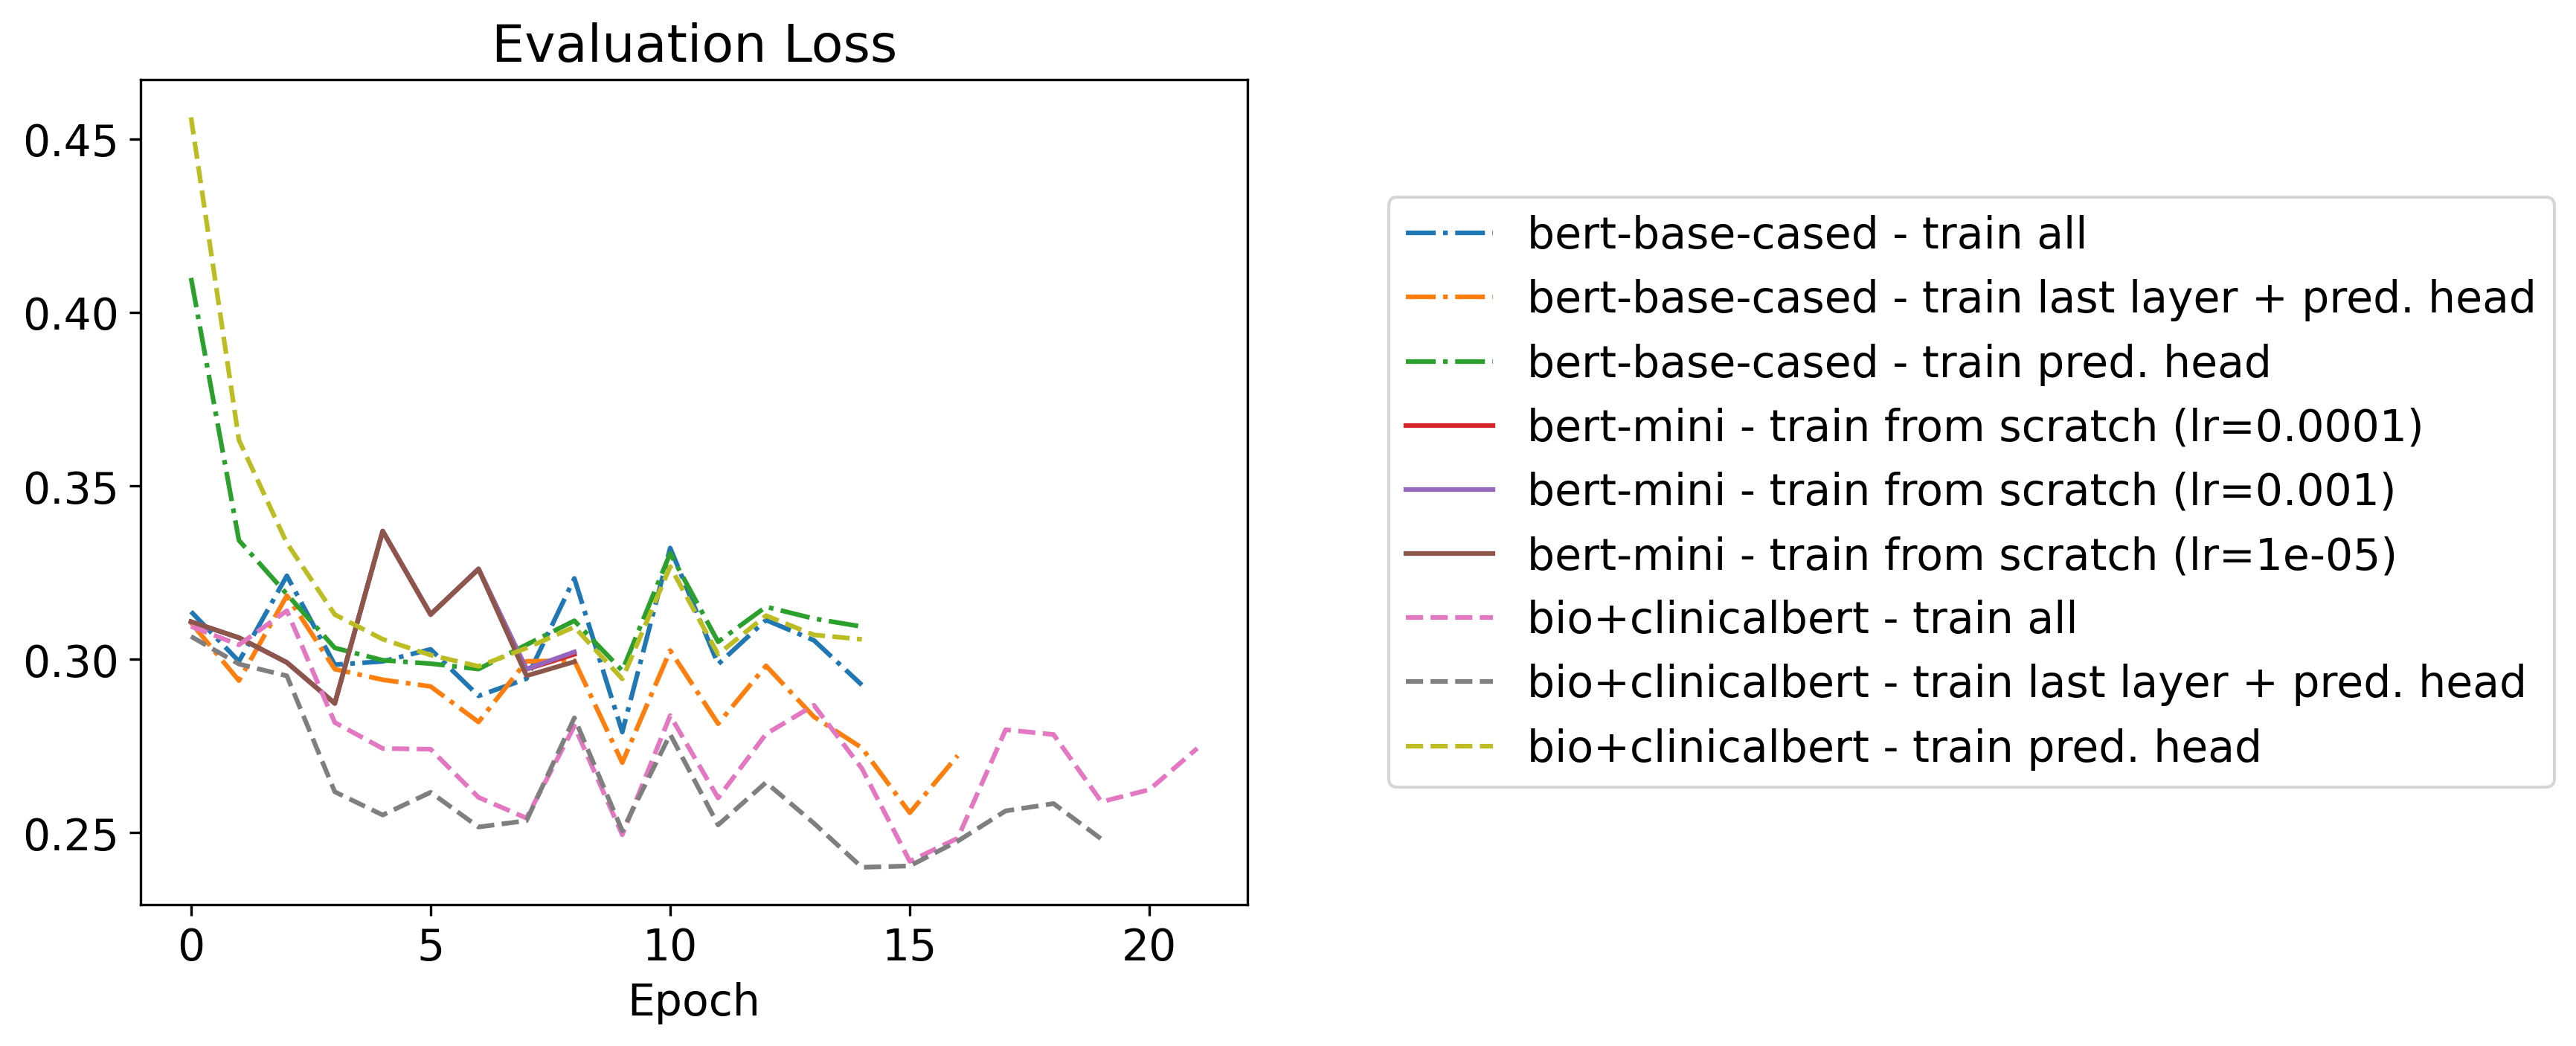 Evaluation Loss
0.45
0.40
0.35
0.30
0.25
0 5 10 15 20
Epoch
bert-base-cased - train all
bert-base-cased - train last layer + pred. head
bert-base-cased - train pred. head
bert-mini - train from scratch (lr=0.0001)
bert-mini - train from scratch (lr=0.001)
bert-mini - train from scratch (lr=1e-05)
bio+clinicalbert - train all
bio+clinicalbert - train last layer + pred. head
bio+clinicalbert - train pred. head